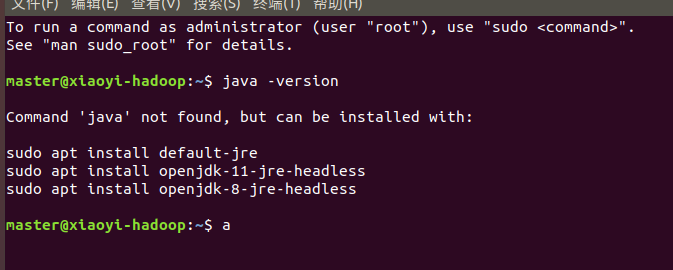 文件(F) 编辑(E) 查看(V) 搜索(S) 终端(T) 帮助(H)
To run a command as administrator (user "root"), use "sudo <command>".
See "man sudo_root" for details.
master@xiaoyi-hadoop:~$ java -version
Command 'java' not found, but can be installed with:
sudo apt install default-jre
sudo apt install openjdk-11-jre-headless
sudo apt install openjdk-8-jre-headless
master@xiaoyi-hadoop:~$ a